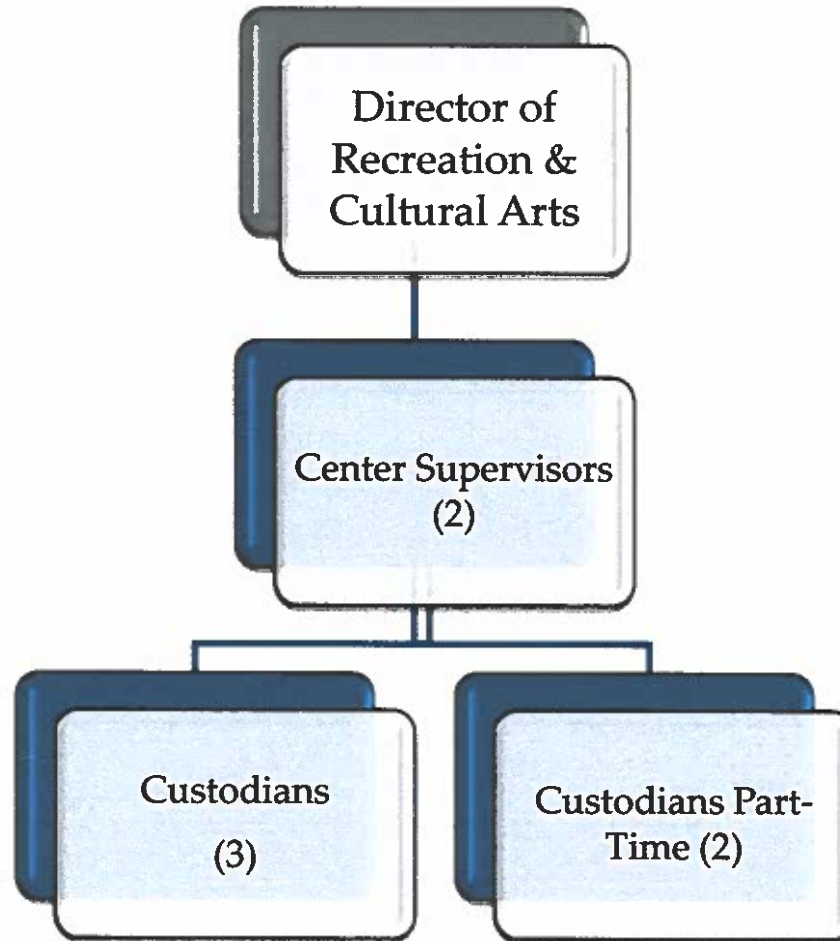 Director of
Recreation &
Cultural Arts
Center Supervisors
(2)
Custodians
(3)
Custodians Part-
Time (2)